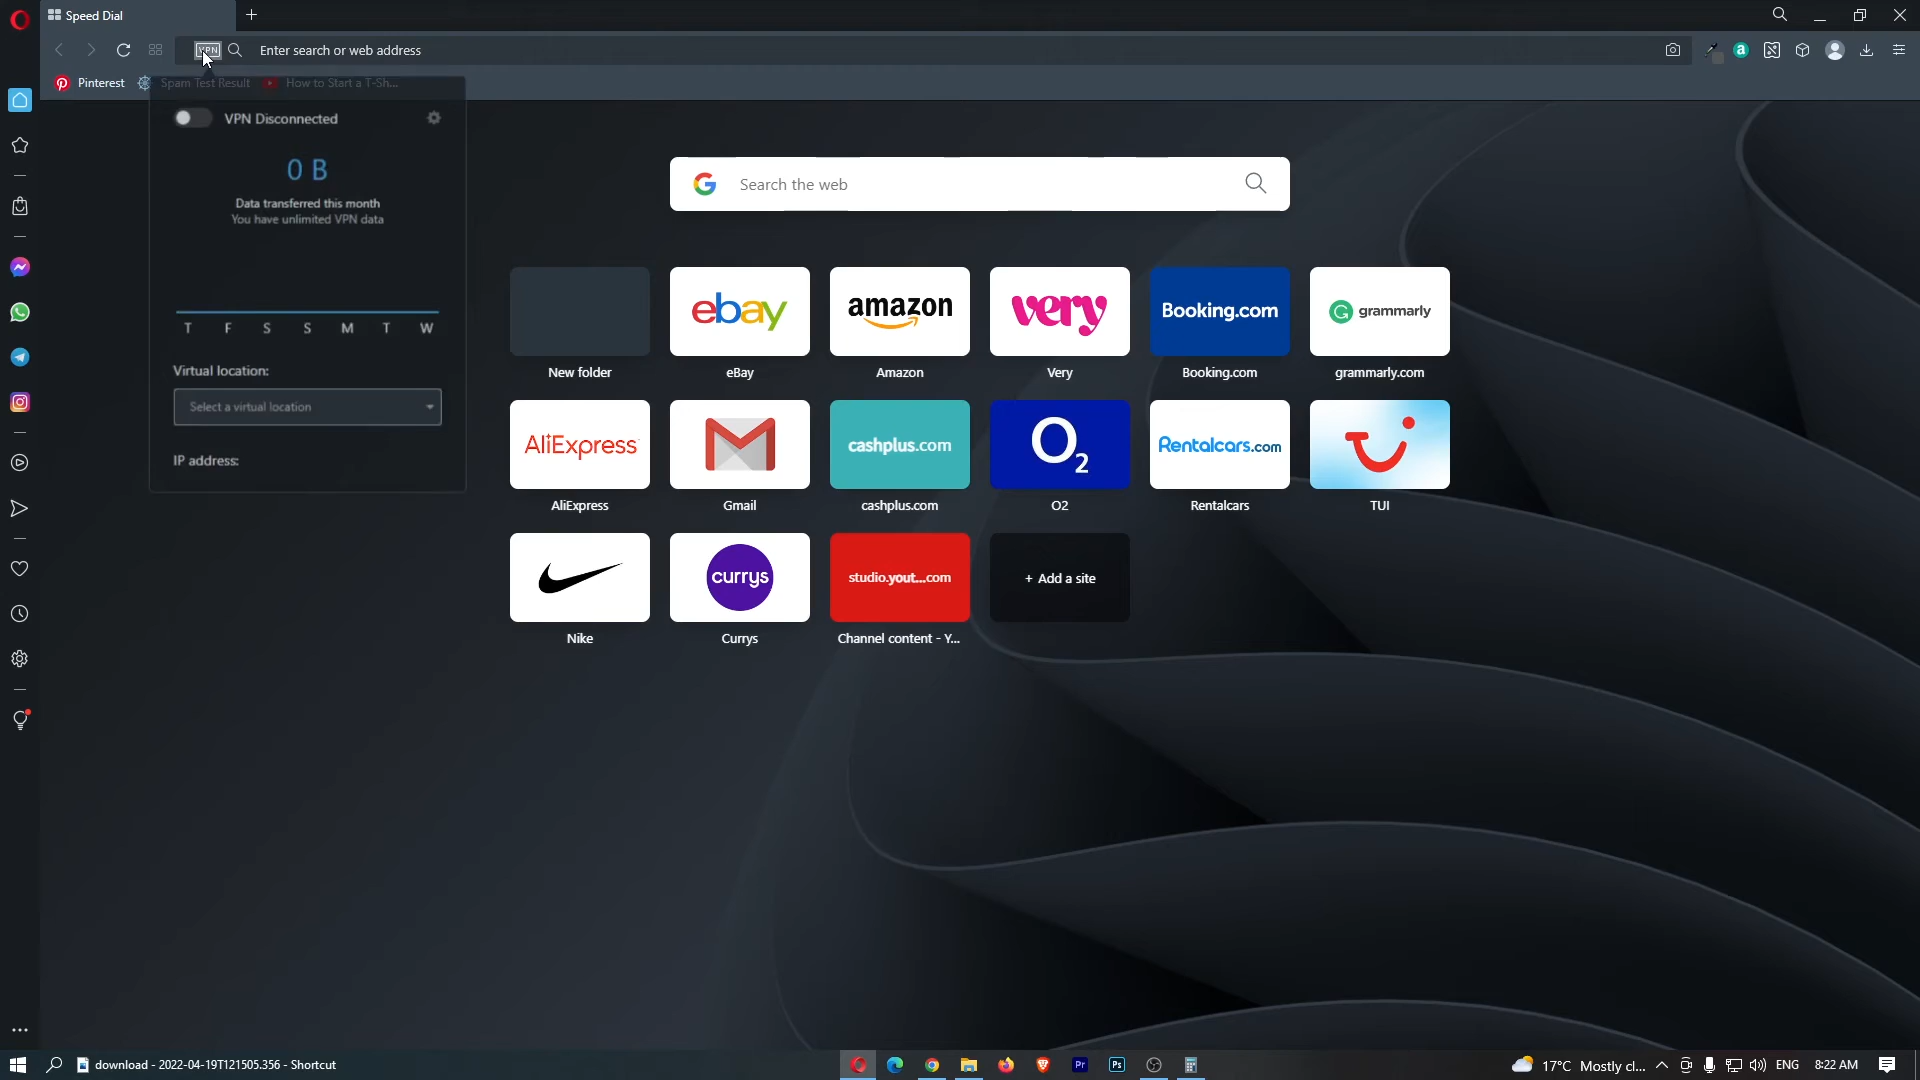 Speed Dial
VPN
Enter search or web address
Pinterest
Spam Test Result
How to Start a T-Sh...
VPN Disconnected
0 B
Data transferred this month
You have unlimited VPN data
T F S S M T W
Virtual location:
Select a virtual location
IP address:
Search the web
ebay
amazon
very
Booking.com
grammarly
New folder
eBay
Amazon
Very
Booking.com
grammarly.com
AliExpress
cashplus.com
O2
Rentalcars.com
AliExpress
Gmail
cashplus.com
O2
Rentalcars
TUI
currys
studio.yout...com
+ Add a site
Nike
Currys
Channel content - Y...
download - 2022-04-19T121505.356 - Shortcut
Pr
Ps
17°C Mostly cl...
ENG
8:22 AM